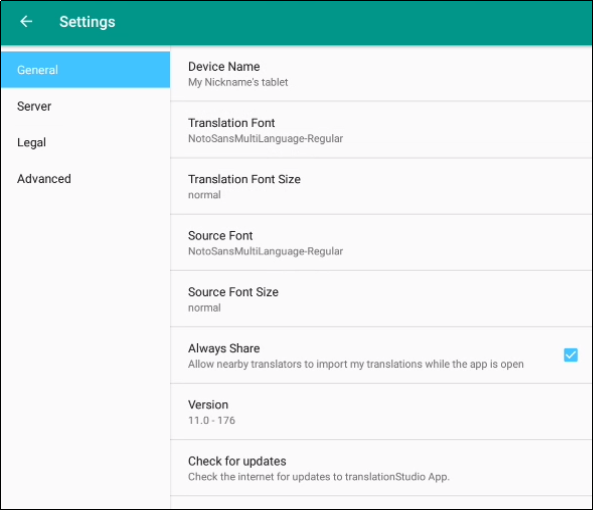 Settings
General
Server
Legal
Advanced
Device Name
My Nickname's tablet
Translation Font
NotoSansMultiLanguage-Regular
Translation Font Size
normal
Source Font
NotoSansMultiLanguage-Regular
Source Font Size
normal
Always Share
Allow nearby translators to import my translations while the app is open
Version
11.0 - 176
Check for updates
Check the internet for updates to translationStudio App.